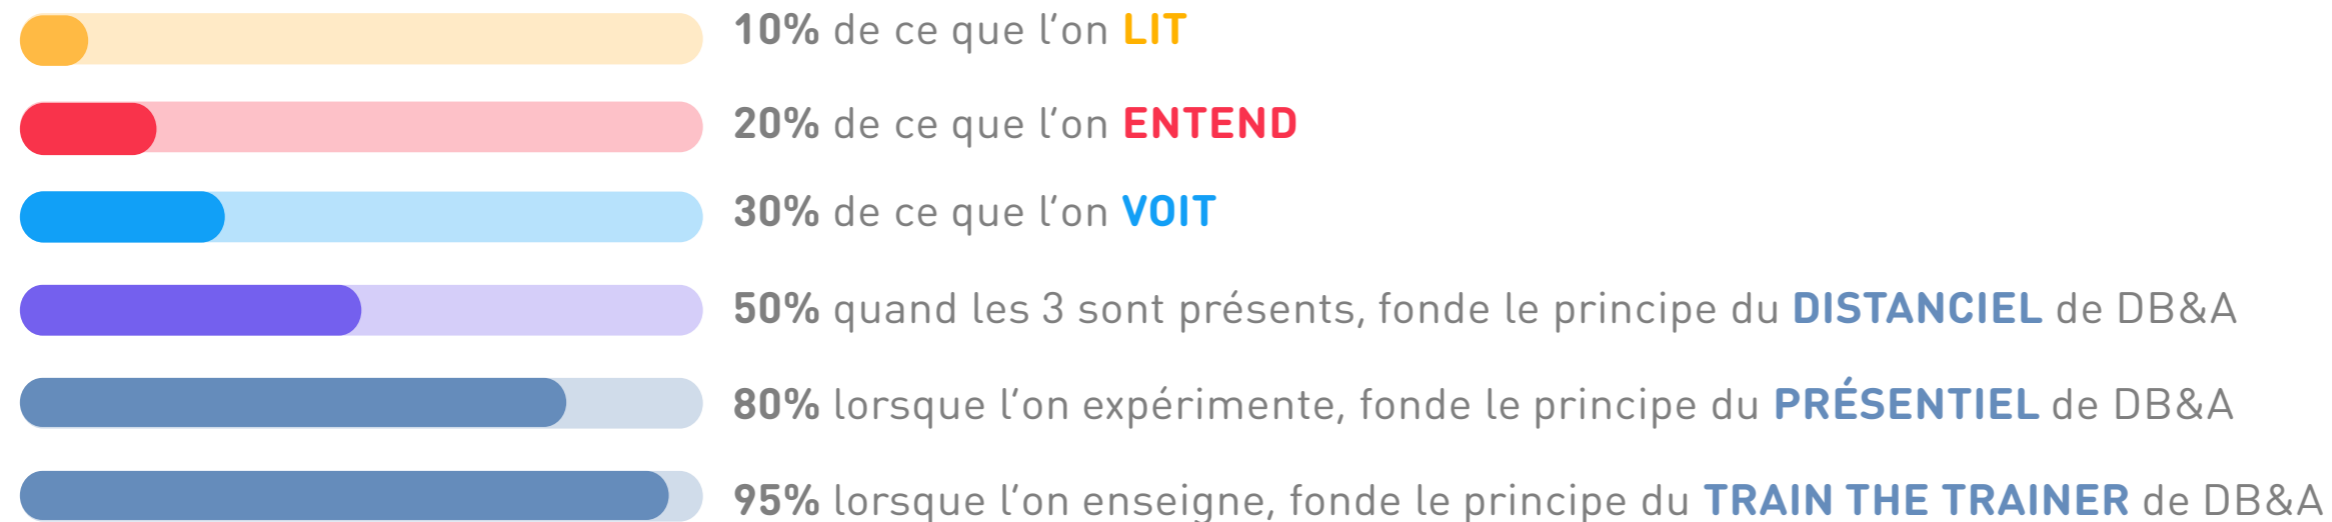 10% de ce que l’on LIT
20% de ce que l’on ENTEND
30% de ce que l’on VOIT
50% quand les 3 sont présents, fonde le principe du DISTANCIEL de DB&A
80% lorsque l’on expérimente, fonde le principe du PRÉSENTIEL de DB&A
95% lorsque l’on enseigne, fonde le principe du TRAIN THE TRAINER de DB&A